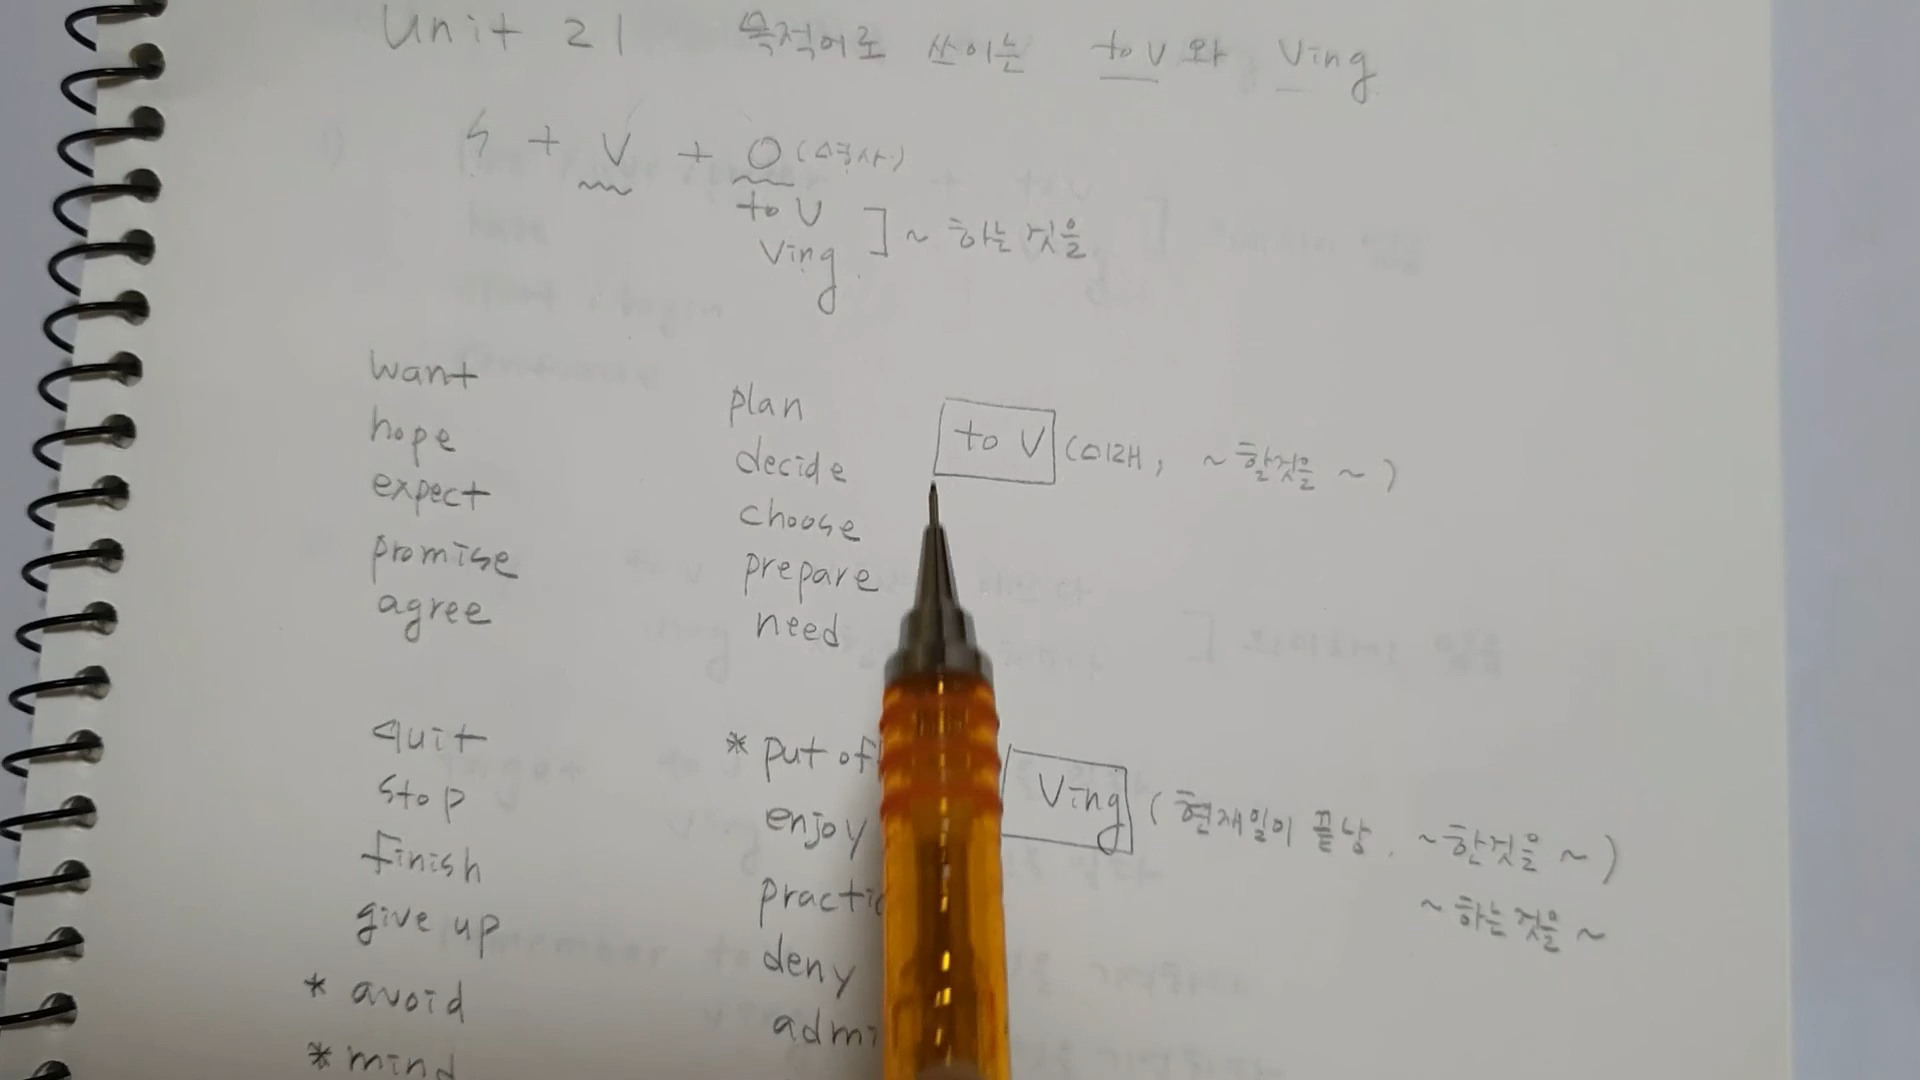 Unit 21 목적어로 쓰이는 to V와 Ving
S + V + O (명사)
to V
Ving
] ~ 하는 것을
want
hope
expect
promise
agree
plan
decide
choose
prepare
need
to V (미래, ~ 할것을 ~)
quit
stop
finish
give up
* avoid
* mind
* put of
enjoy
practi
deny
admi
Ving (현재일이 끝남. ~ 한것을 ~)
~ 하는 것을 ~